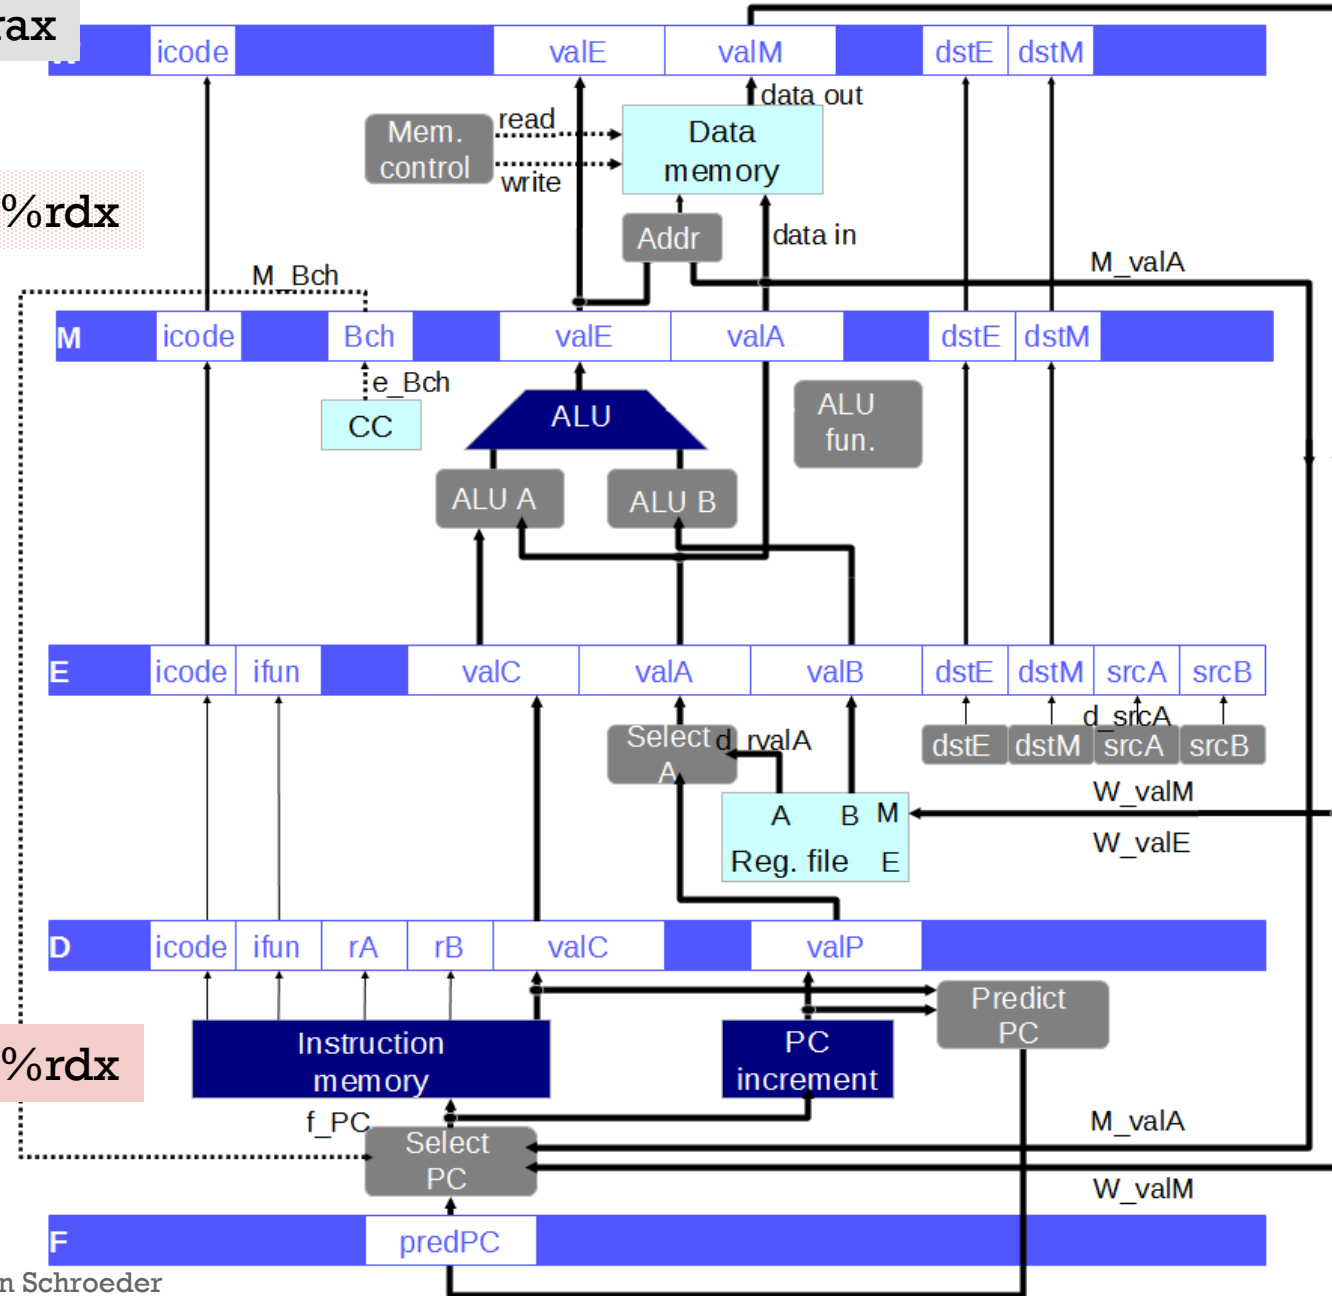 rax
icode valE valM dstE dstM
data out
read
Mem.
control
write
Data
memory
%rdx
Addr
data in
M_Bch
M_valA
M icode Bch valE valA dstE dstM
e_Bch
CC
ALU
ALU
fun.
ALU A
ALU B
E icode ifun valC valA valB dstE dstM srcA srcB
d_srcA
Select
A
d_rvalA
dstE dstM srcA srcB
W_valM
A B M
Reg. file E
W_valE
D icode ifun rA rB valC valP
Predict
PC
Instruction
memory
PC
increment
%rdx
f_PC
Select
PC
M_valA
W_valM
F predPC
n Schroeder